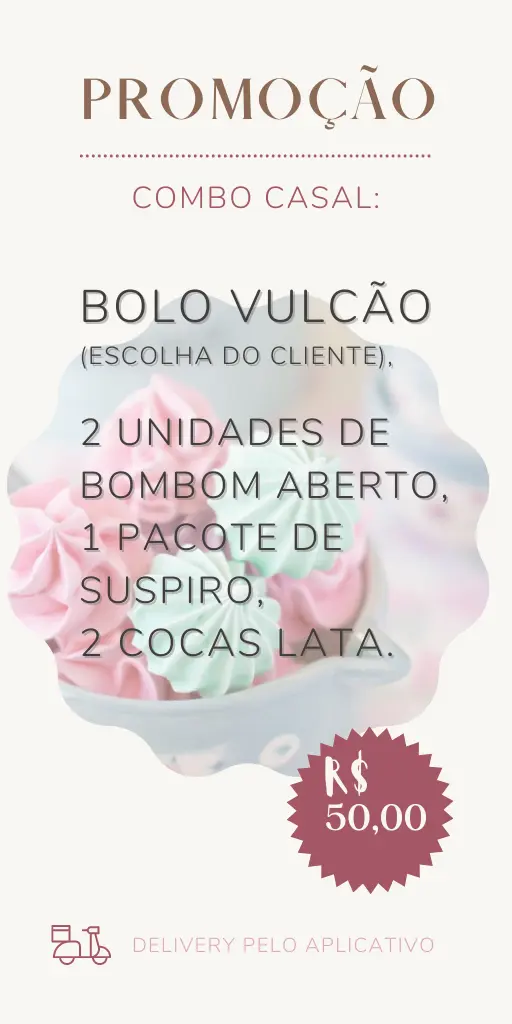 PROMOÇÃO
COMBO CASAL:
BOLO VULCÃO
(ESCOLHA DO CLIENTE),
2 UNIDADES DE
BOMBOM ABERTO,
1 PACOTE DE
SUSPIRO,
2 COCAS LATA.
R$
50,00
DELIVERY PELO APLICATIVO